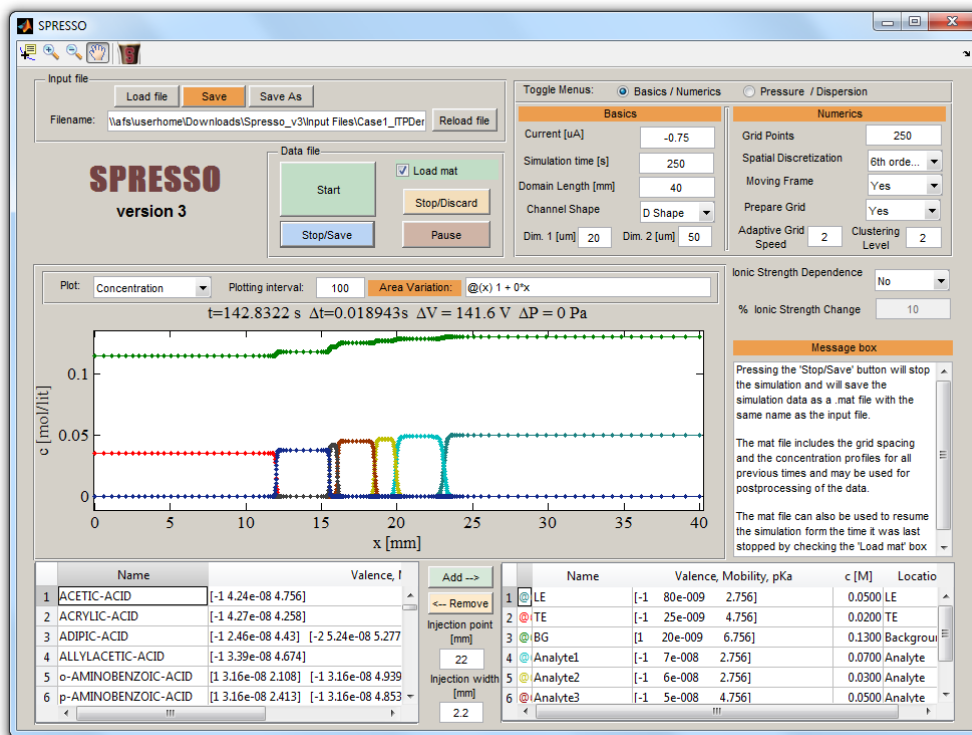 SPRESSO
Input file
Load file Save Save As
Filename: \\afs\userhome\Downloads\Spresso_v3\Input Files\Case1_ITPDer Reload file
SPRESSO
version 3
Data file
Start
Load mat
Stop/Discard
Stop/Save
Pause
Toggle Menus: Basics / Numerics Pressure / Dispersion
Basics
Current [uA] -0.75
Simulation time [s] 250
Domain Length [mm] 40
Channel Shape D Shape
Dim. 1 [um] 20 Dim. 2 [um] 50
Numerics
Grid Points 250
Spatial Discretization 6th orde...
Moving Frame Yes
Prepare Grid Yes
Adaptive Grid Speed 2 Clustering Level 2
Plot: Concentration Plotting interval: 100 Area Variation: @(x) 1 + 0*x
t=142.8322 s Δt=0.018943s ΔV = 141.6 V ΔP = 0 Pa
c [mol/lit]
0.1
0.05
0
0 5 10 15 20 25 30 35 40
x [mm]
Ionic Strength Dependence No
% Ionic Strength Change 10
Message box
Pressing the 'Stop/Save' button will stop
the simulation and will save the
simulation data as a .mat file with the
same name as the input file.
The mat file includes the grid spacing
and the concentration profiles for all
previous times and may be used for
postprocessing of the data.
The mat file can also be used to resume
the simulation form the time it was last
stopped by checking the 'Load mat' box
Name Valence,
1 ACETIC-ACID [-1 4.24e-08 4.756]
2 ACRYLIC-ACID [-1 4.27e-08 4.258]
3 ADIPIC-ACID [-1 2.46e-08 4.43] [-2 5.24e-08 5.277
4 ALLYLACETIC-ACID [-1 3.39e-08 4.674]
5 o-AMINOBENZOIC-ACID [1 3.16e-08 2.108] [-1 3.16e-08 4.939
6 p-AMINOBENZOIC-ACID [1 3.16e-08 2.413] [-1 3.16e-08 4.853
Add -->
<-- Remove
Injection point
[mm]
22
Injection width
[mm]
2.2
Name Valence, Mobility, pKa c [M] Locatio
1 @ LE [-1 80e-009 2.756] 0.0500 LE
2 @ TE [-1 25e-009 4.756] 0.0200 TE
3 @ BG [1 20e-009 6.756] 0.1300 Backgrou
4 @ Analyte1 [-1 7e-008 2.756] 0.0700 Analyte
5 @ Analyte2 [-1 6e-008 2.756] 0.0300 Analyte
6 @ Analyte3 [-1 5e-008 4.756] 0.0500 Analyte